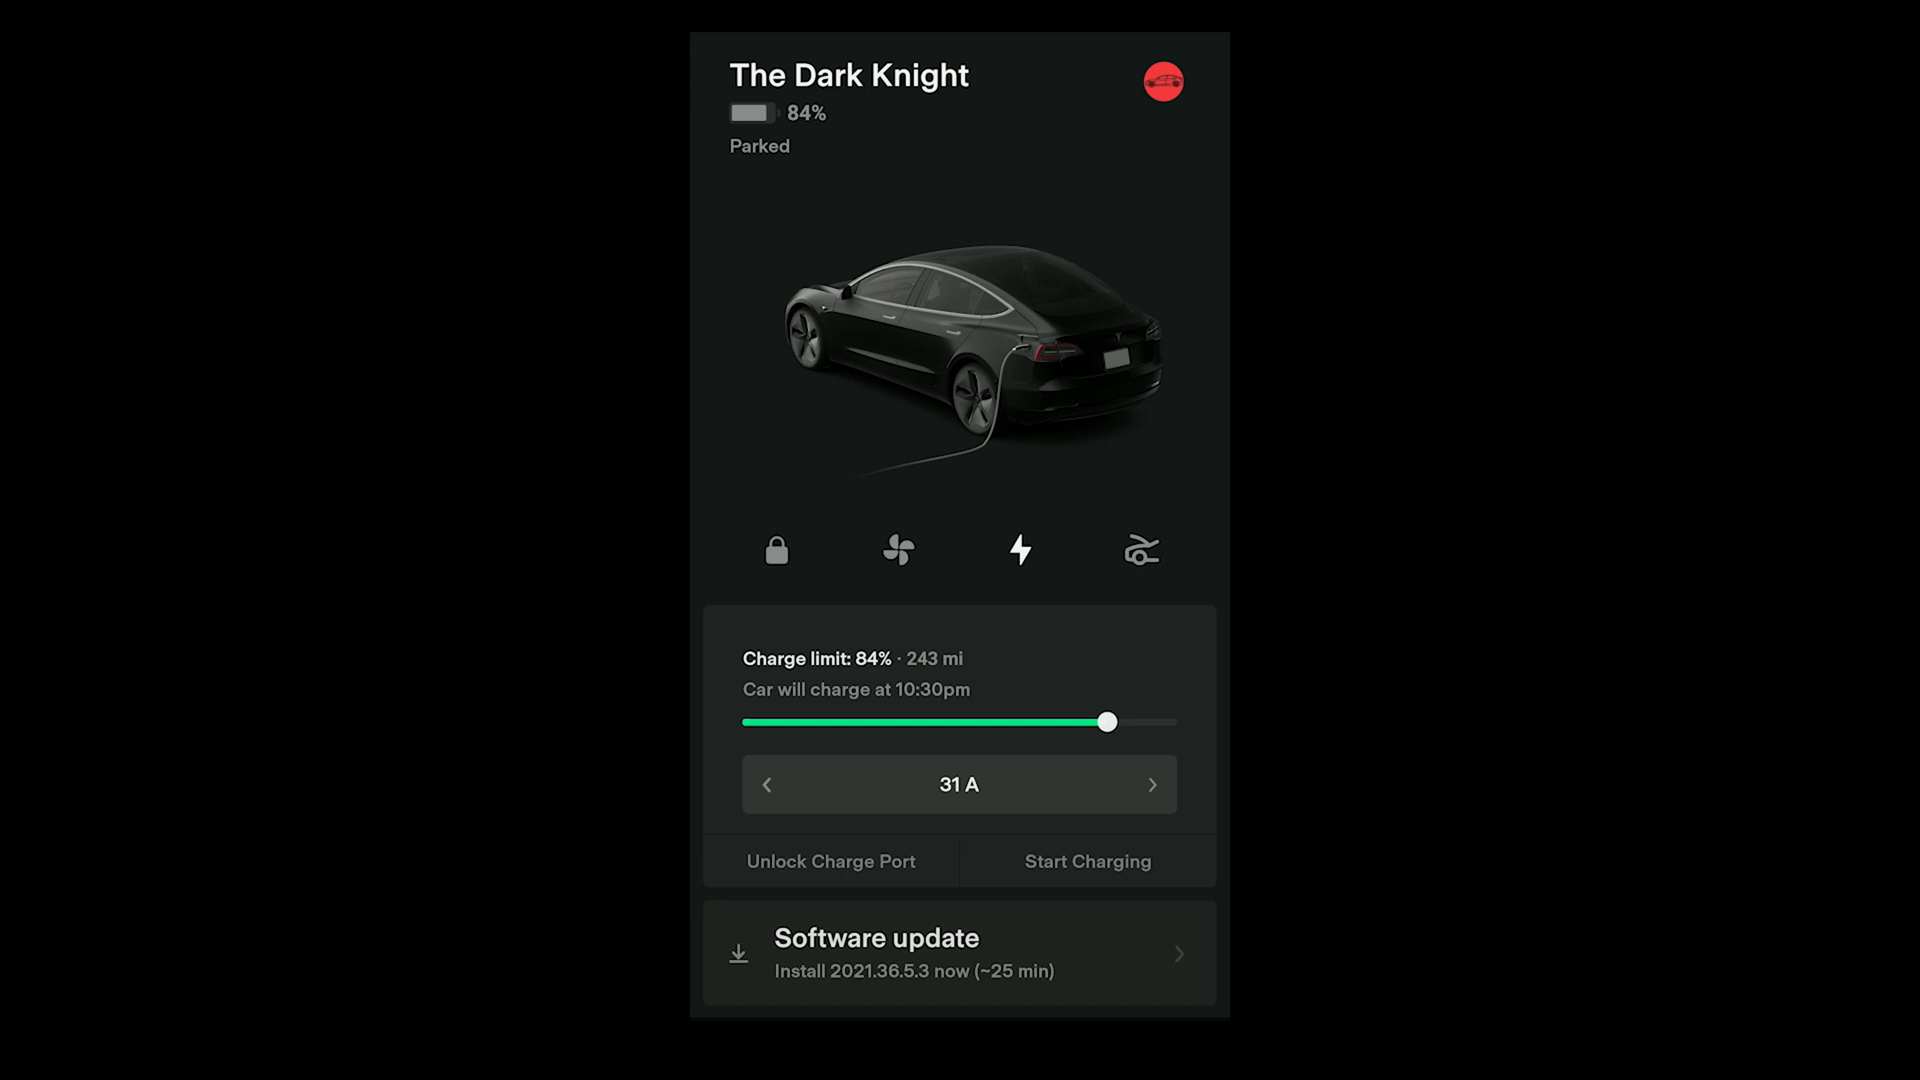 The Dark Knight
84%
Parked
Charge limit: 84% · 243 mi
Car will charge at 10:30pm
31 A
Unlock Charge Port
Start Charging
Software update
Install 2021.36.5.3 now (~25 min)